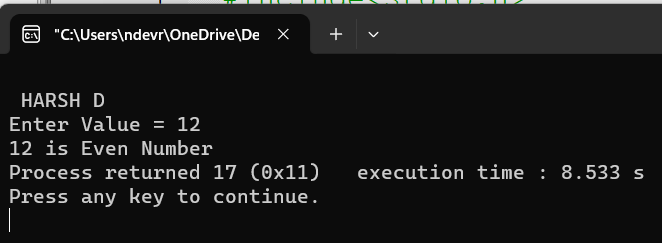 "C:\Users\ndevr\OneDrive\De
HARSH D
Enter Value = 12
12 is Even Number
Process returned 17 (0x11)   execution time : 8.533 s
Press any key to continue.